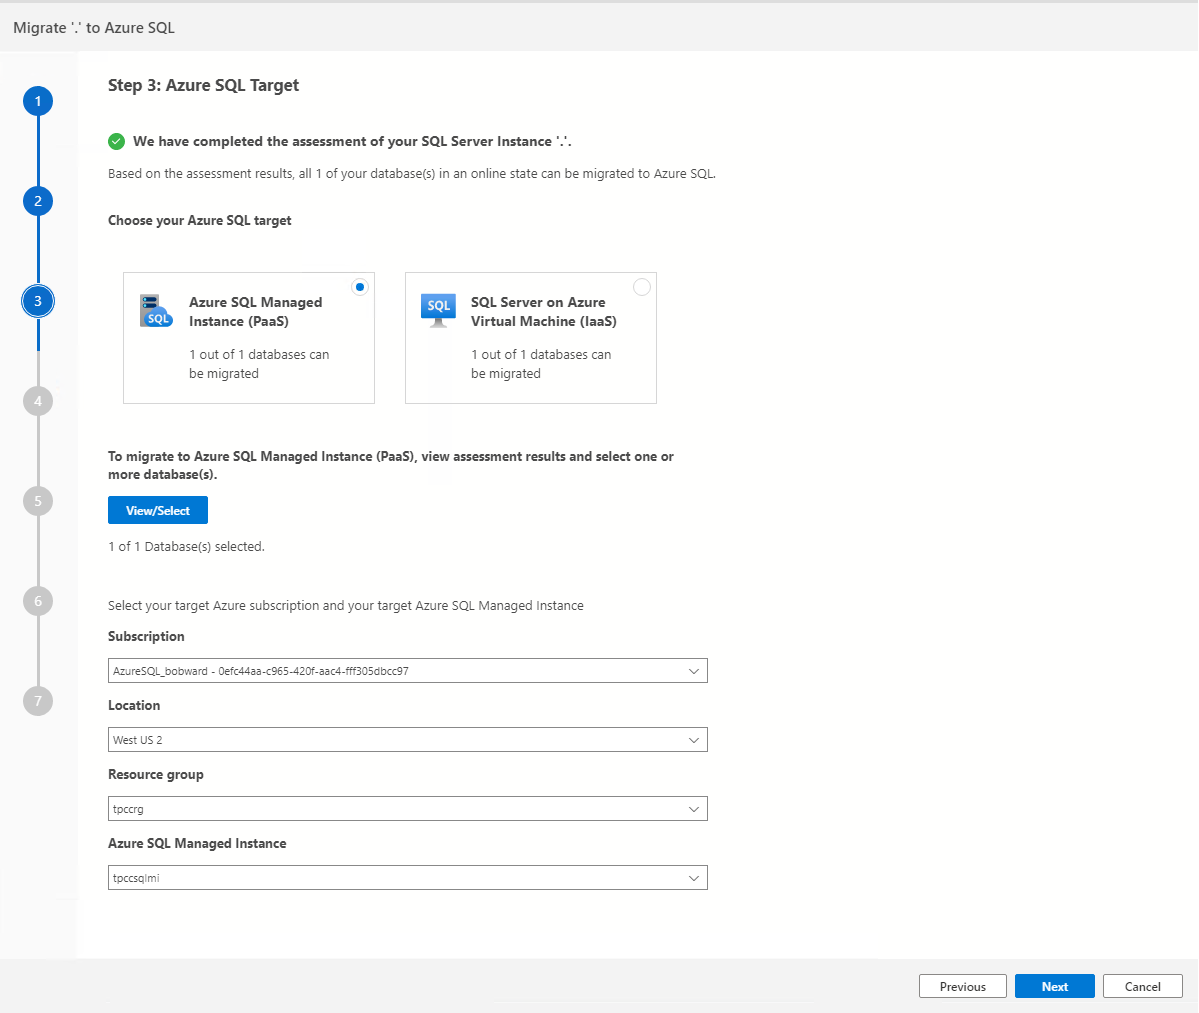 Migrate '.' to Azure SQL
1
2
3
4
5
6
7
Step 3: Azure SQL Target
We have completed the assessment of your SQL Server Instance '.'.
Based on the assessment results, all 1 of your database(s) in an online state can be migrated to Azure SQL.
Choose your Azure SQL target
SQL
Azure SQL Managed
Instance (PaaS)
1 out of 1 databases can
be migrated
SQL
SQL Server on Azure
Virtual Machine (IaaS)
1 out of 1 databases can
be migrated
To migrate to Azure SQL Managed Instance (PaaS), view assessment results and select one or
more database(s).
View/Select
1 of 1 Database(s) selected.
Select your target Azure subscription and your target Azure SQL Managed Instance
Subscription
AzureSQL_bobward - 0efc44aa-c965-420f-aac4-fff305dbcc97
Location
West US 2
Resource group
tpccrg
Azure SQL Managed Instance
tpccsqlmi
Previous
Next
Cancel